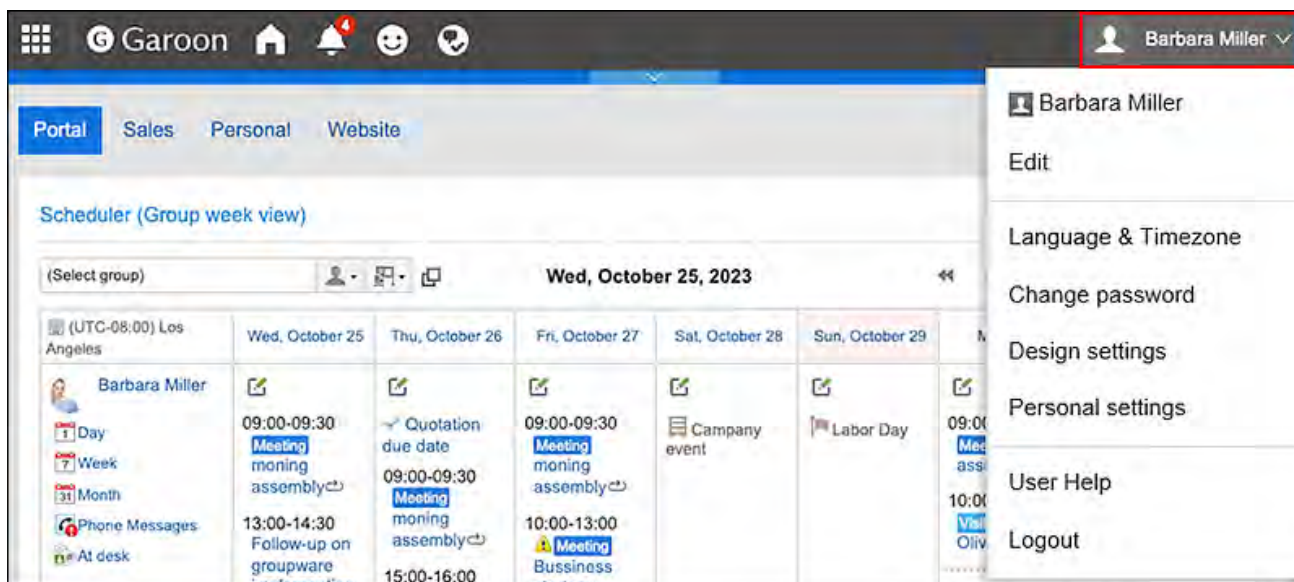 Garoon
4
Barbara Miller
Barbara Miller
Edit
Language & Timezone
Change password
Design settings
Personal settings
User Help
Logout
Portal Sales Personal Website
Scheduler (Group week view)
(Select group) Wed, October 25, 2023
(UTC-08:00) Los
Angeles
Wed, October 25 Thu, October 26 Fri, October 27 Sat, October 28 Sun, October 29
Barbara Miller
1 Day
7 Week
31 Month
Phone Messages
At desk
09:00-09:30
Meeting
moning
assembly
13:00-14:30
Follow-up on
groupware
Quotation
due date
09:00-09:30
Meeting
moning
assembly
15:00-16:00
09:00-09:30
Meeting
moning
assembly
10:00-13:00
Meeting
Bussiness
Campany
event
Labor Day